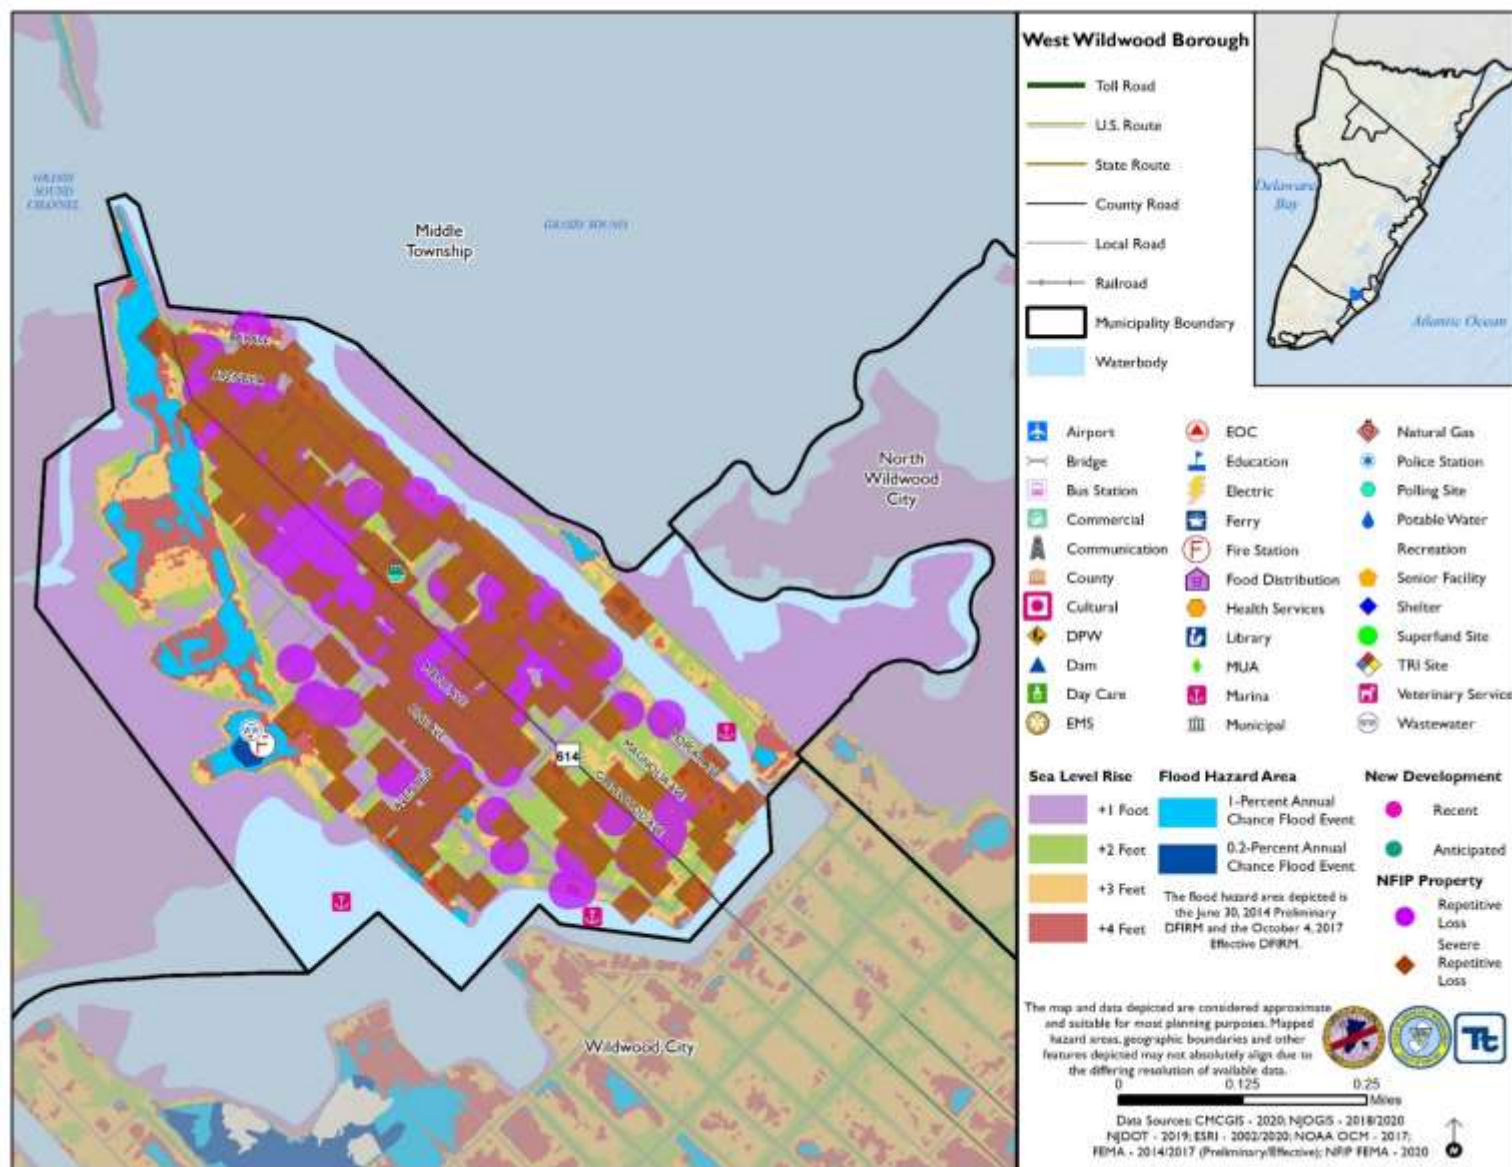 GRASSY
SOUND
CHANNEL
Middle
Township
GRASSY SOUND
North
Wildwood
City
614
Wildwood City
West Wildwood Borough
Toll Road
U.S. Route
State Route
County Road
Local Road
Railroad
Municipality Boundary
Waterbody
Delaware
Bay
Atlantic Ocean
Airport
Bridge
Bus Station
Commercial
Communication
County
Cultural
DPW
Dam
Day Care
EMS
EOC
Education
Electric
Ferry
Fire Station
Food Distribution
Health Services
Library
MUA
Marina
Municipal
Natural Gas
Police Station
Polling Site
Potable Water
Recreation
Senior Facility
Shelter
Superfund Site
TRI Site
Veterinary Service
Wastewater
Sea Level Rise
+1 Foot
+2 Feet
+3 Feet
+4 Feet
Flood Hazard Area
1-Percent Annual
Chance Flood Event
0.2-Percent Annual
Chance Flood Event
The flood hazard area depicted is
the June 30, 2014 Preliminary
DFIRM and the October 4, 2017
Effective DFIRM.
New Development
Recent
Anticipated
NFIP Property
Repetitive
Loss
Severe
Repetitive
Loss
The map and data depicted are considered approximate
and suitable for most planning purposes. Mapped
hazard areas, geographic boundaries and other
features depicted may not absolutely align due to
the differing resolution of available data.
0 0.125 0.25
Miles
Data Sources: CMCGIS - 2020; NJOGIS - 2018/2020
NJDOT - 2019; ESRI - 2002/2020; NOAA OCM - 2017;
FEMA - 2014/2017 (Preliminary/Effective); NFIP FEMA - 2020